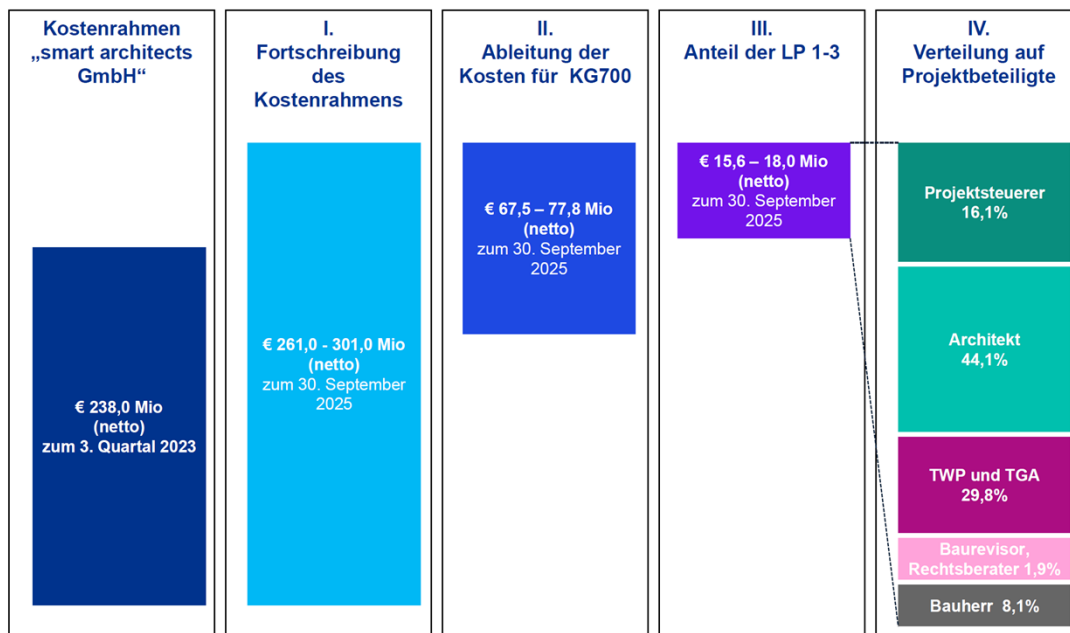 Kostenrahmen
„smart architects
GmbH“
€ 238,0 Mio
(netto)
zum 3. Quartal 2023
I.
Fortschreibung
des
Kostenrahmens
€ 261,0 - 301,0 Mio
(netto)
zum 30. September
2025
II.
Ableitung der
Kosten für KG700
€ 67,5 – 77,8 Mio
(netto)
zum 30. September
2025
III.
Anteil der LP 1-3
€ 15,6 – 18,0 Mio
(netto)
zum 30. September
2025
IV.
Verteilung auf
Projektbeteiligte
Projektsteuerer
16,1%
Architekt
44,1%
TWP und TGA
29,8%
Baurevisor,
Rechtsberater 1,9%
Bauherr 8,1%